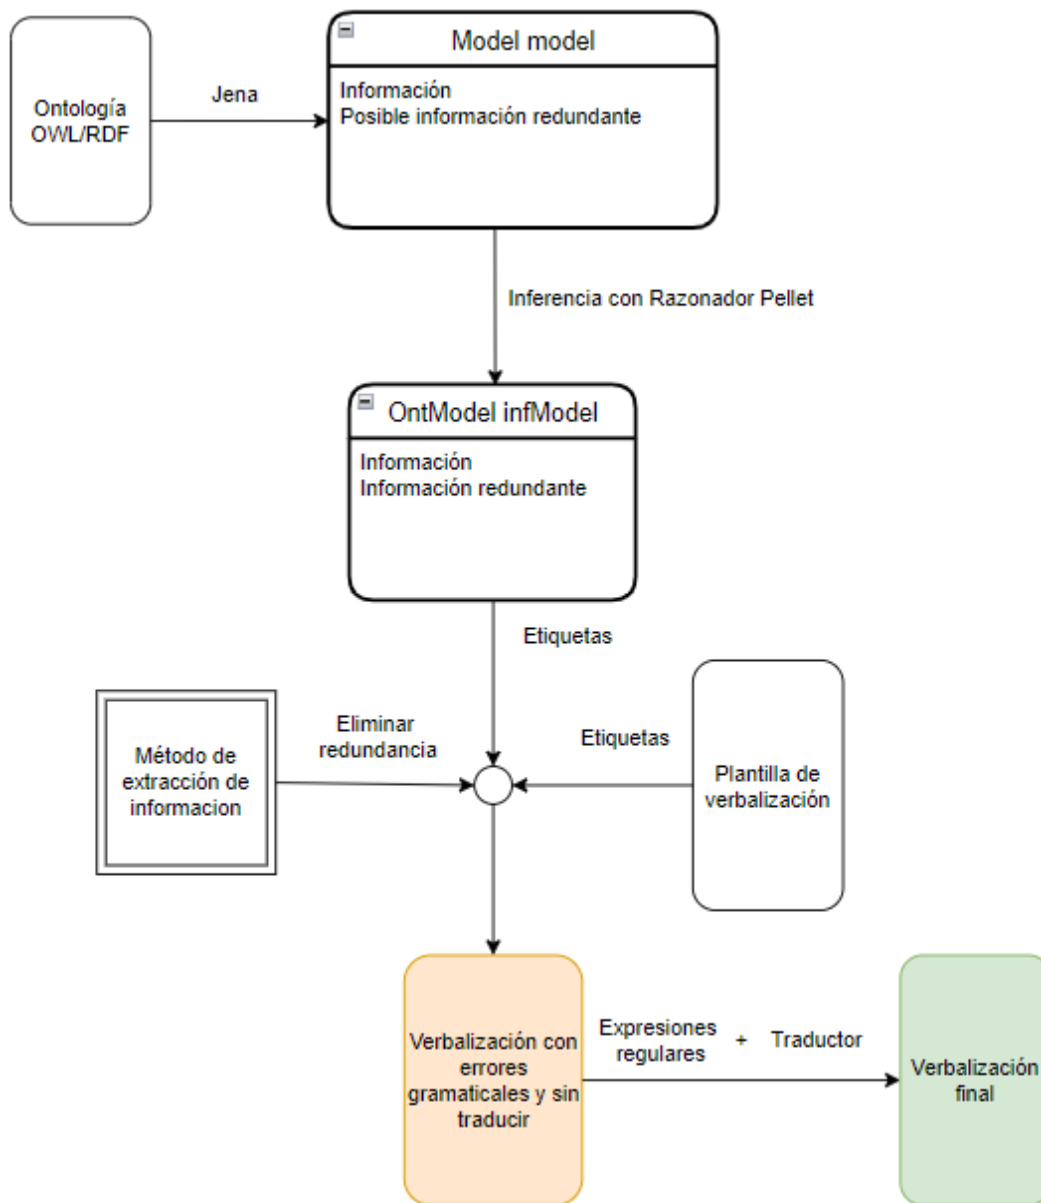 Model model
Información
Posible información redundante
Ontología
OWL/RDF
Jena
Inferencia con Razonador Pellet
OntModel infModel
Información
Información redundante
Etiquetas
Método de
extracción de
informacion
Eliminar
redundancia
Etiquetas
Plantilla de
verbalización
Verbalización con
errores
gramaticales y sin
traducir
Expresiones
regulares
+
Traductor
Verbalización
final